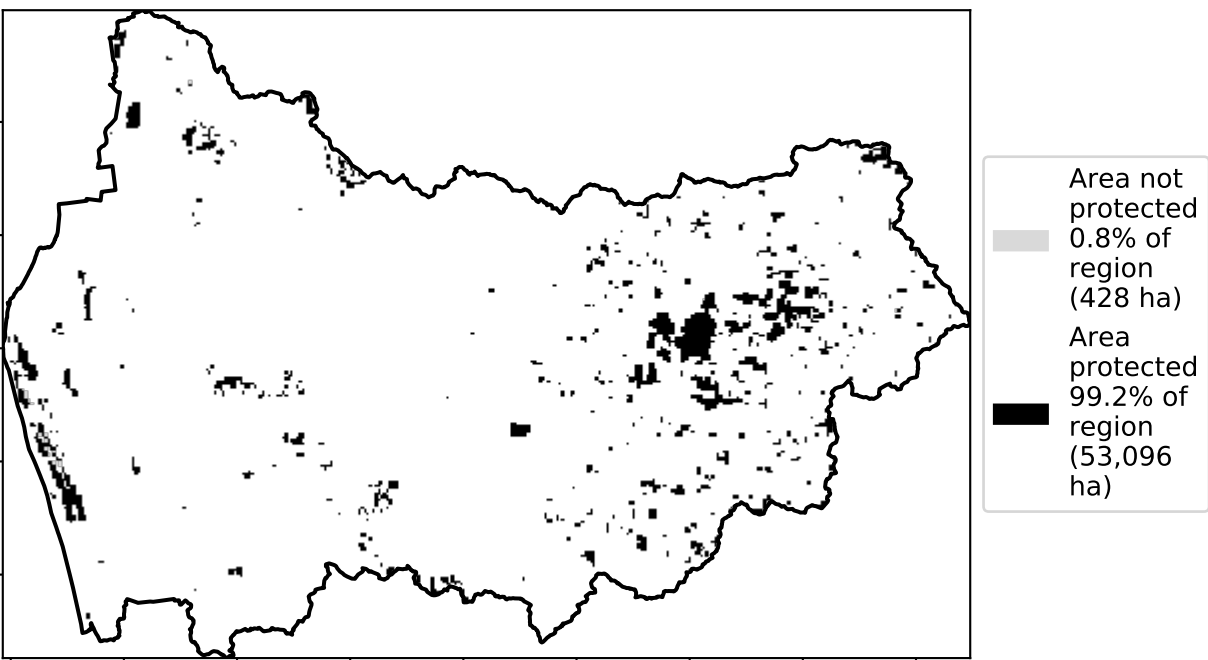 Area not
protected
0.8% of
region
(428 ha)
Area
protected
99.2% of
region
(53,096
ha)